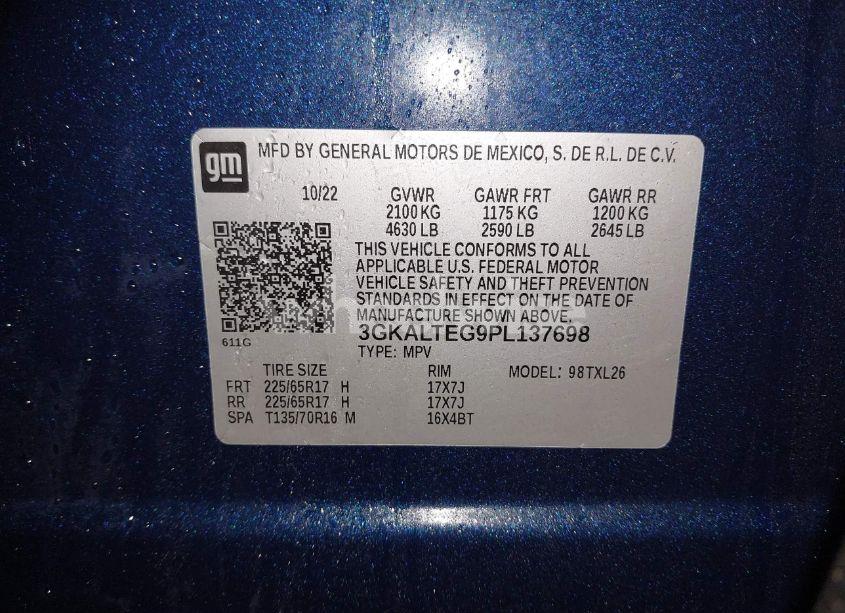 gm MFD BY GENERAL MOTORS DE MEXICO, S. DE R.L. DE C.V.
10/22 GVWR GAWR FRT GAWR RR
2100 KG 1175 KG 1200 KG
4630 LB 2590 LB 2645 LB
THIS VEHICLE CONFORMS TO ALL
APPLICABLE U.S. FEDERAL MOTOR
VEHICLE SAFETY AND THEFT PREVENTION
STANDARDS IN EFFECT ON THE DATE OF
MANUFACTURE SHOWN ABOVE.
3GKALTEG9PL137698
611G
TYPE: MPV
TIRE SIZE RIM MODEL: 98TXL26
FRT 225/65R17 H 17X7J
RR 225/65R17 H 17X7J
SPA T135/70R16 M 16X4BT